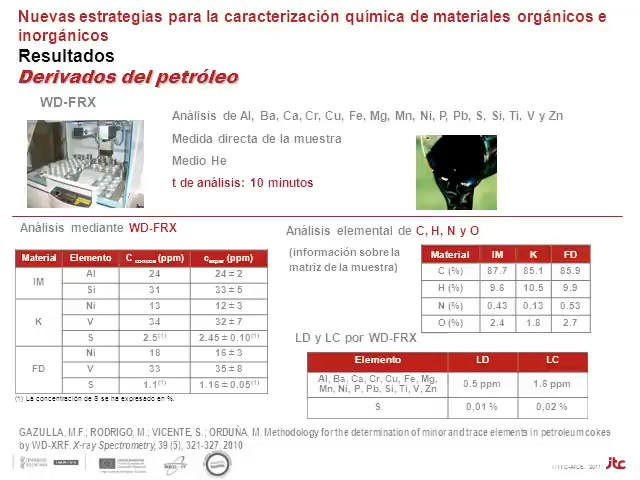 Nuevas estrategias para la caracterización química de materiales orgánicos e
inorgánicos
Resultados
Derivados del petróleo
WD-FRX
Análisis de Al, Ba, Ca, Cr, Cu, Fe, Mg, Mn, Ni, P, Pb, S, Si, Ti, V y Zn
Medida directa de la muestra
Medio He
t de análisis: 10 minutos
Análisis mediante WD-FRX
Material Elemento C (ppm) (ppm)
IM Al 24 24 ± 2
Si 31 33 ± 5
K Ni 13 12 ± 3
V 34 32 ± 7
S 2.5(1) 2.45 ± 0.10(1)
FD Ni 18 16 ± 3
V 33 35 ± 8
S 1.1(1) 1.16 ± 0.05(1)
(1) La concentración de S se ha expresado en %.
Análisis elemental de C, H, N y O
(información sobre la
matriz de la muestra)
Material IM K FD
C (%) 87.7 85.1 85.9
H (%) 9.6 10.5 9.9
N (%) 0.43 0.13 0.53
O (%) 2.4 1.8 2.7
LD y LC por WD-FRX
Elemento LD LC
Al, Ba, Ca, Cr, Cu, Fe, Mg,
Mn, Ni, P, Pb, Si, Ti, V, Zn 0.5 ppm 1.6 ppm
S 0,01 % 0,02 %
GAZULLA, M.F.; RODRIGO, M.; VICENTE, S.; ORDUÑA, M. Methodology for the determination of minor and trace elements in petroleum cokes
by WD-XRF. X-ray Spectrometry, 39 (5), 321-327, 2010
itc